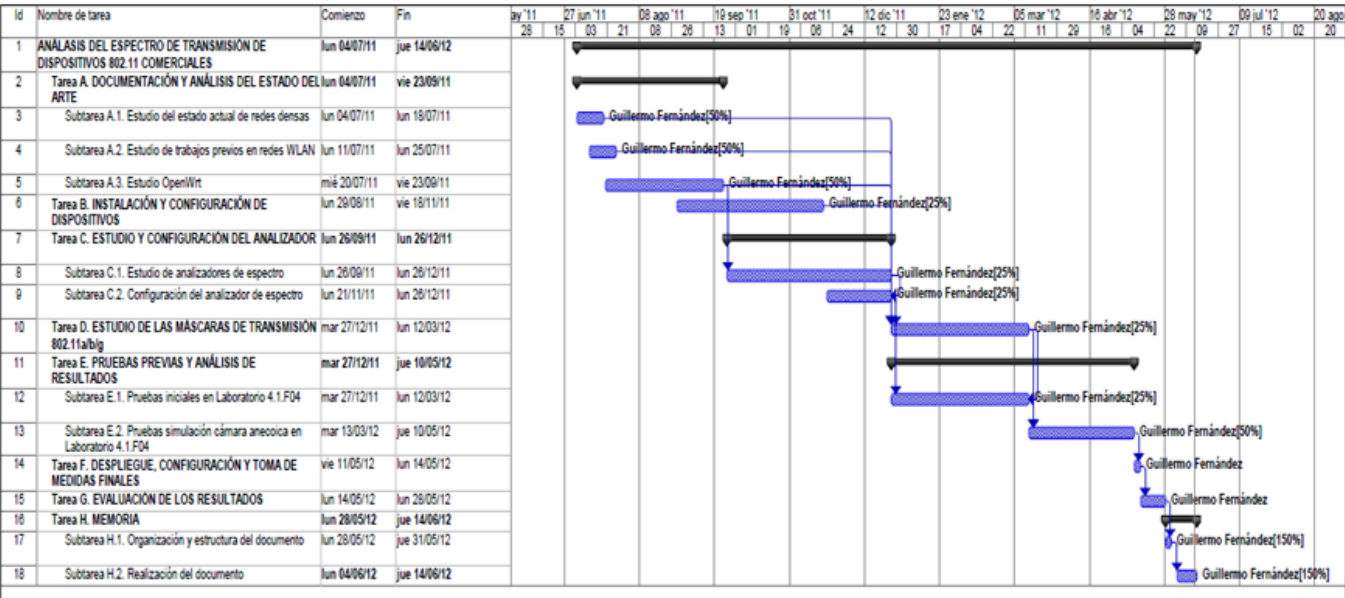 Id Nombre de tarea Comienzo Fin ay '11 27 jun '11 08 ago '11 19 sep '11 31 oct '11 12 dic '11 23 ene '12 05 mar '12 16 abr '12 28 may '12 09 jul '12 20 ago
28 15 03 21 08 26 13 01 19 06 24 12 30 17 04 22 11 29 16 04 22 09 27 15 02 20
1 ANÁLASIS DEL ESPECTRO DE TRANSMISIÓN DE lun 04/07/11 jue 14/06/12
DISPOSITIVOS 802.11 COMERCIALES
2 Tarea A. DOCUMENTACIÓN Y ANÁLISIS DEL ESTADO DEL lun 04/07/11 vie 23/09/11
ARTE
3 Subtarea A.1. Estudio del estado actual de redes densas lun 04/07/11 lun 18/07/11 Guillermo Fernández[50%]
4 Subtarea A.2. Estudio de trabajos previos en redes WLAN lun 11/07/11 lun 25/07/11 Guillermo Fernández[50%]
5 Subtarea A.3. Estudio OpenWrt mié 20/07/11 vie 23/09/11 Guillermo Fernández[50%]
6 Tarea B. INSTALACIÓN Y CONFIGURACIÓN DE lun 29/08/11 vie 18/11/11 Guillermo Fernández[25%]
DISPOSITIVOS
7 Tarea C. ESTUDIO Y CONFIGURACIÓN DEL ANALIZADOR lun 26/09/11 lun 26/12/11
8 Subtarea C.1. Estudio de analizadores de espectro lun 26/09/11 lun 26/12/11 Guillermo Fernández[25%]
9 Subtarea C.2. Configuración del analizador de espectro lun 21/11/11 lun 26/12/11 Guillermo Fernández[25%]
10 Tarea D. ESTUDIO DE LAS MÁSCARAS DE TRANSMISIÓN mar 27/12/11 lun 12/03/12 Guillermo Fernández[25%]
802.11a/b/g
11 Tarea E. PRUEBAS PREVIAS Y ANÁLISIS DE mar 27/12/11 jue 10/05/12
RESULTADOS
12 Subtarea E.1. Pruebas iniciales en Laboratorio 4.1.F04 mar 27/12/11 lun 12/03/12 Guillermo Fernández[25%]
13 Subtarea E.2. Pruebas simulación cámara anecoica en mar 13/03/12 jue 10/05/12 Guillermo Fernández[50%]
Laboratorio 4.1.F04
14 Tarea F. DESPLIEGUE, CONFIGURACIÓN Y TOMA DE vie 11/05/12 lun 14/05/12 Guillermo Fernández
MEDIDAS FINALES
15 Tarea G. EVALUACIÓN DE LOS RESULTADOS lun 14/05/12 lun 28/05/12 Guillermo Fernández
16 Tarea H. MEMORIA lun 28/05/12 jue 14/06/12
17 Subtarea H.1. Organización y estructura del documento lun 28/05/12 jue 31/05/12 Guillermo Fernández[150%]
18 Subtarea H.2. Realización del documento lun 04/06/12 jue 14/06/12 Guillermo Fernández[150%]